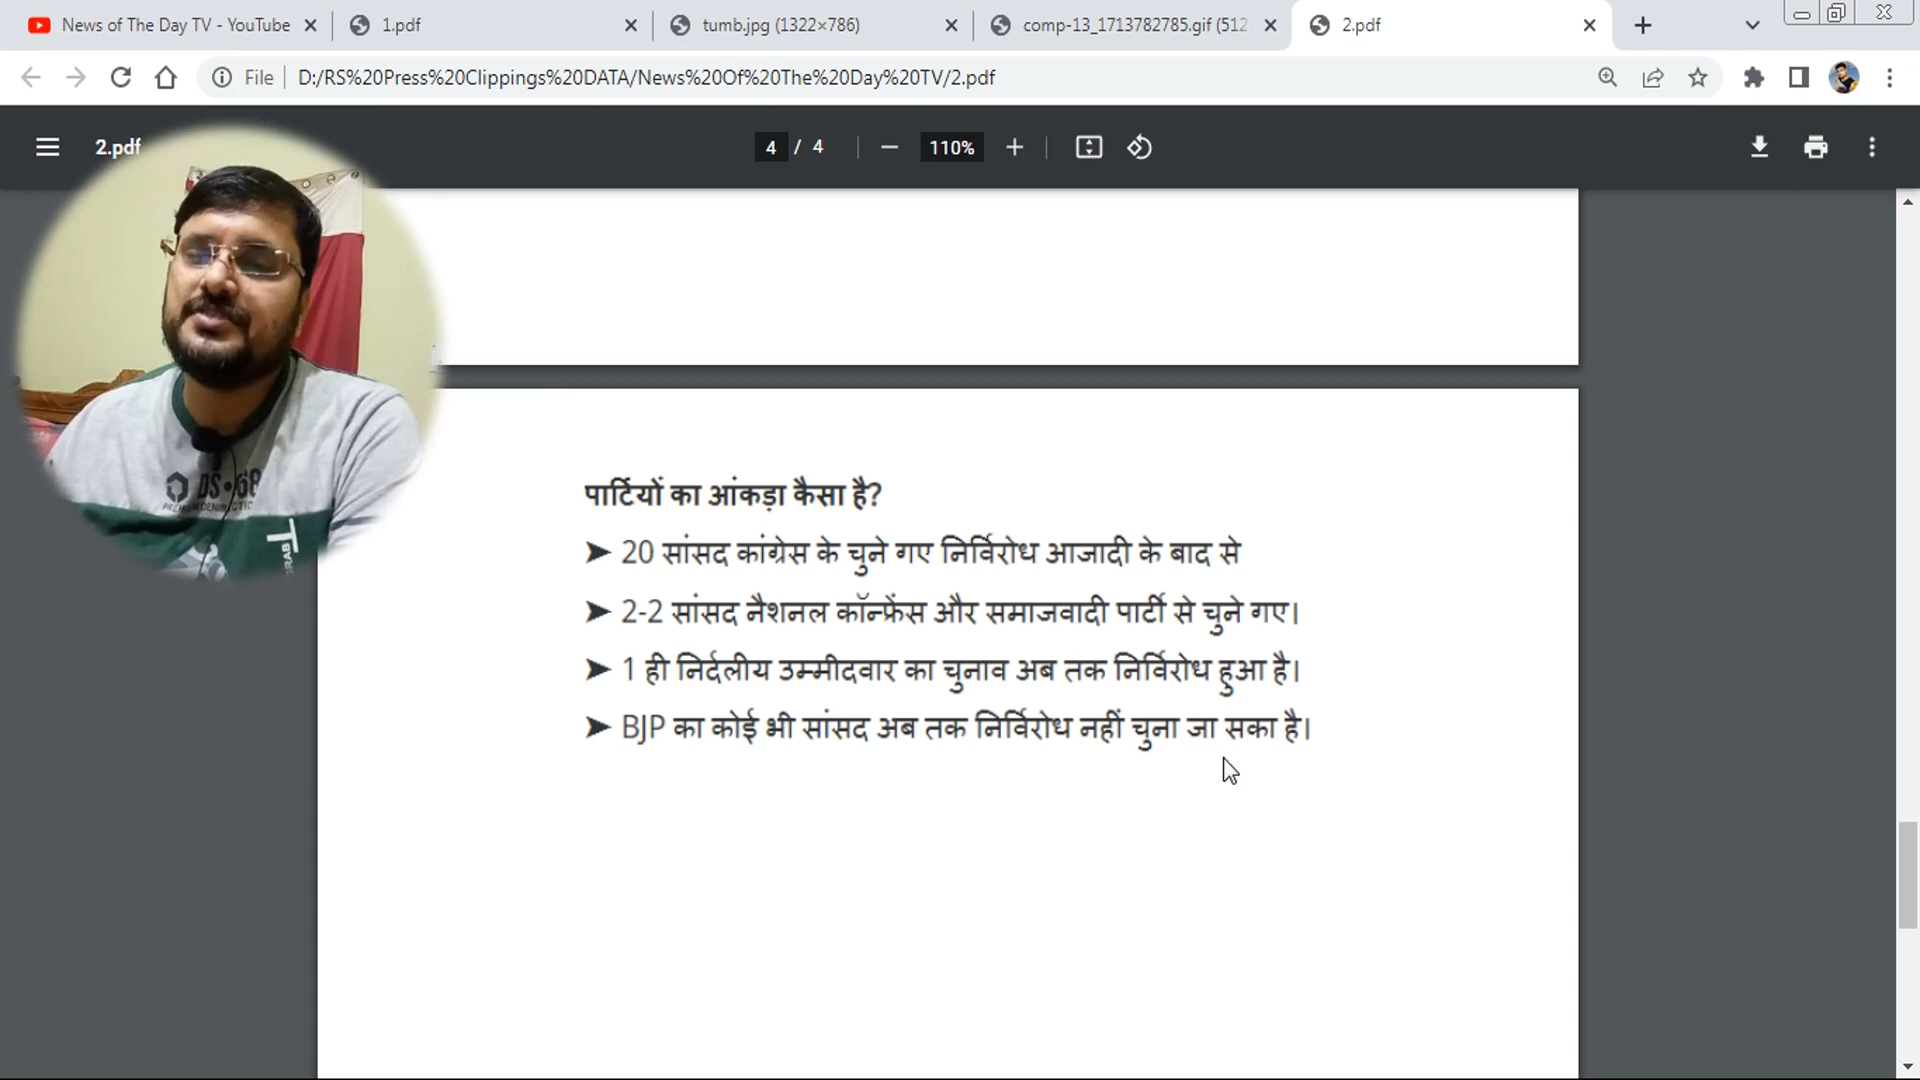 News of The Day TV - YouTube
1.pdf
tumb.jpg (1322×786)
comp-13_1713782785.gif (512
2.pdf
File
D:/RS%20Press%20Clippings%20DATA/News%20Of%20The%20Day%20TV/2.pdf
2.pdf
4 / 4
110%
पार्टियों का आंकड़ा कैसा है?
➤ 20 सांसद कांग्रेस के चुने गए निर्विरोध आजादी के बाद से
➤ 2-2 सांसद नैशनल कॉन्फ्रेंस और समाजवादी पार्टी से चुने गए।
➤ 1 ही निर्दलीय उम्मीदवार का चुनाव अब तक निर्विरोध हुआ है।
➤ BJP का कोई भी सांसद अब तक निर्विरोध नहीं चुना जा सका है।
DS•68